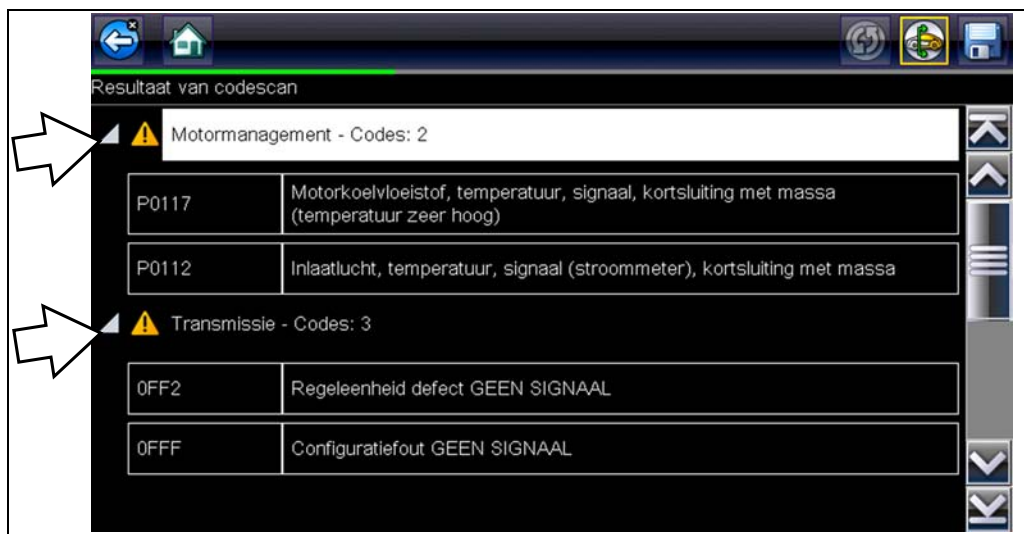 Resultaat van codescan
Motormanagement - Codes: 2
P0117
Motorkoelvloeistof, temperatuur, signaal, kortsluiting met massa
(temperatuur zeer hoog)
P0112
Inlaatlucht, temperatuur, signaal (stroommeter), kortsluiting met massa
Transmissie - Codes: 3
0FF2
Regeleenheid defect GEEN SIGNAAL
0FFF
Configuratiefout GEEN SIGNAAL